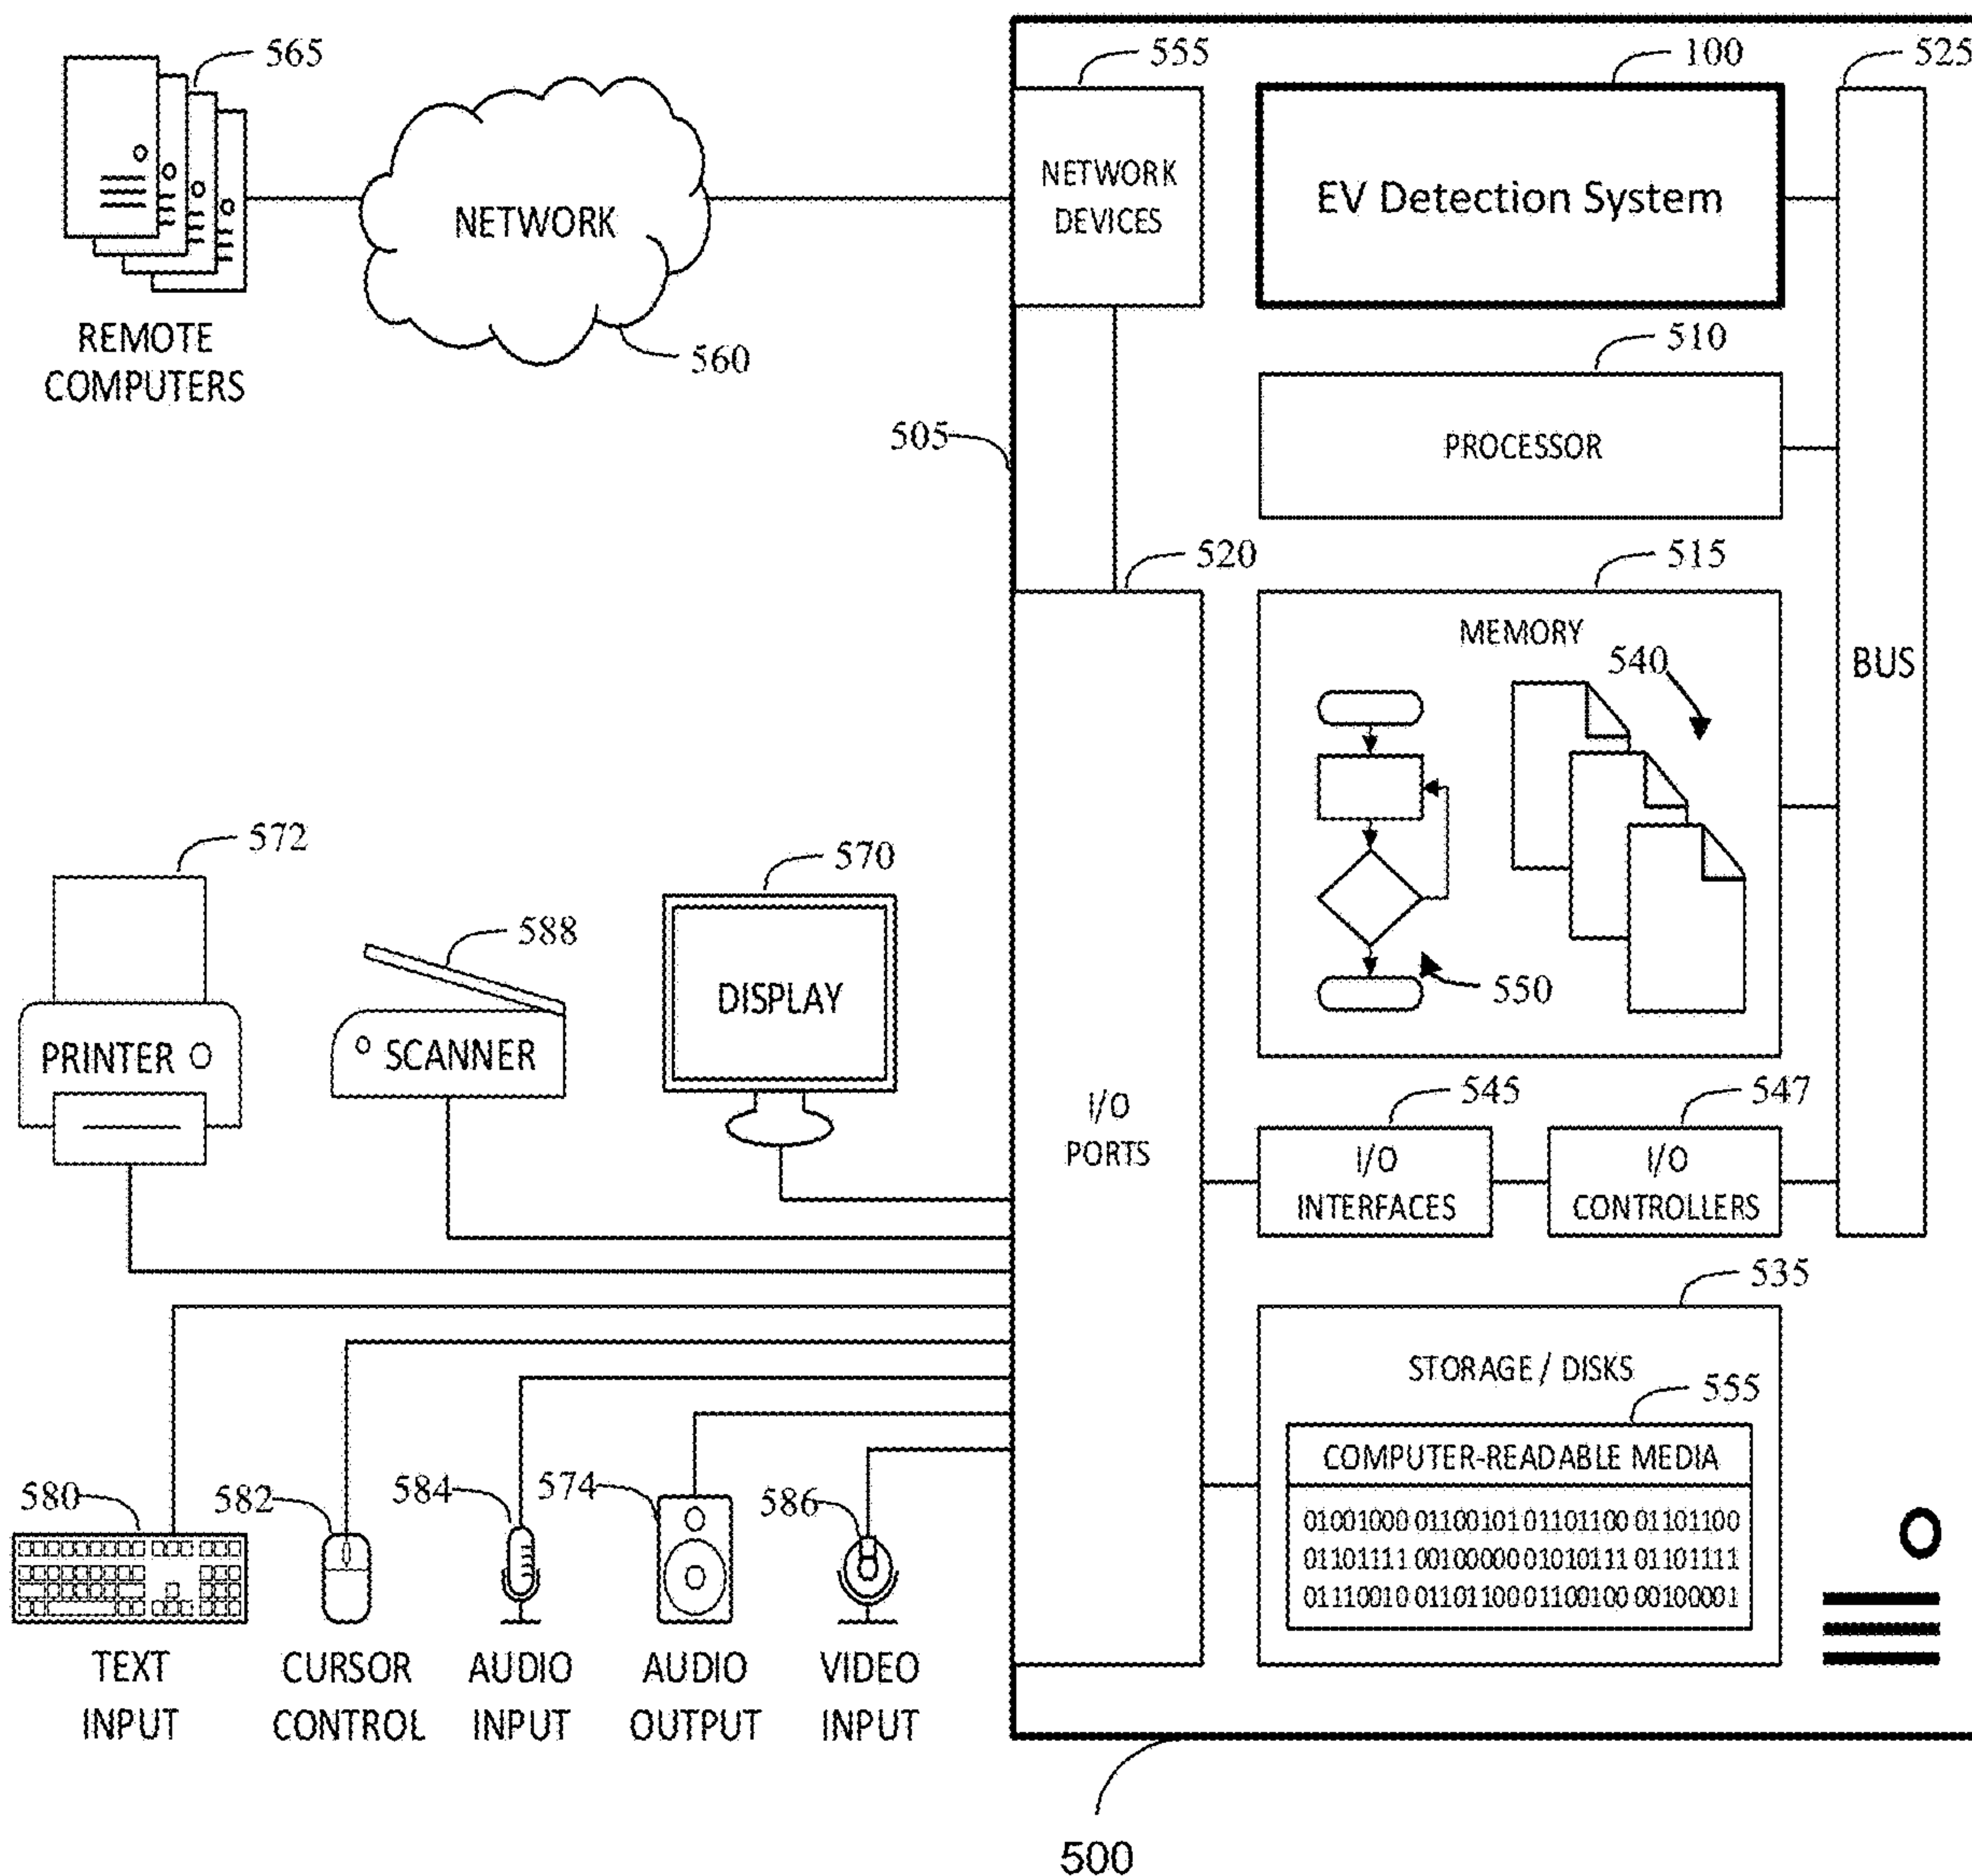 565
555
100
525
NETWORK
DEVICES
EV Detection System
NETWORK
REMOTE
COMPUTERS
560
510
505
PROCESSOR
520
515
MEMORY
540
BUS
572
570
588
DISPLAY
550
PRINTER
SCANNER
I/O
PORTS
545
547
I/O
INTERFACES
I/O
CONTROLLERS
535
STORAGE / DISKS
555
COMPUTER-READABLE MEDIA
01001000 01100101 01101100 01101100
01101111 00100000 01010111 01101111
01110010 01101100 01100100 00100001
580
582
584
574
586
TEXT
INPUT
CURSOR
CONTROL
AUDIO
INPUT
AUDIO
OUTPUT
VIDEO
INPUT
500